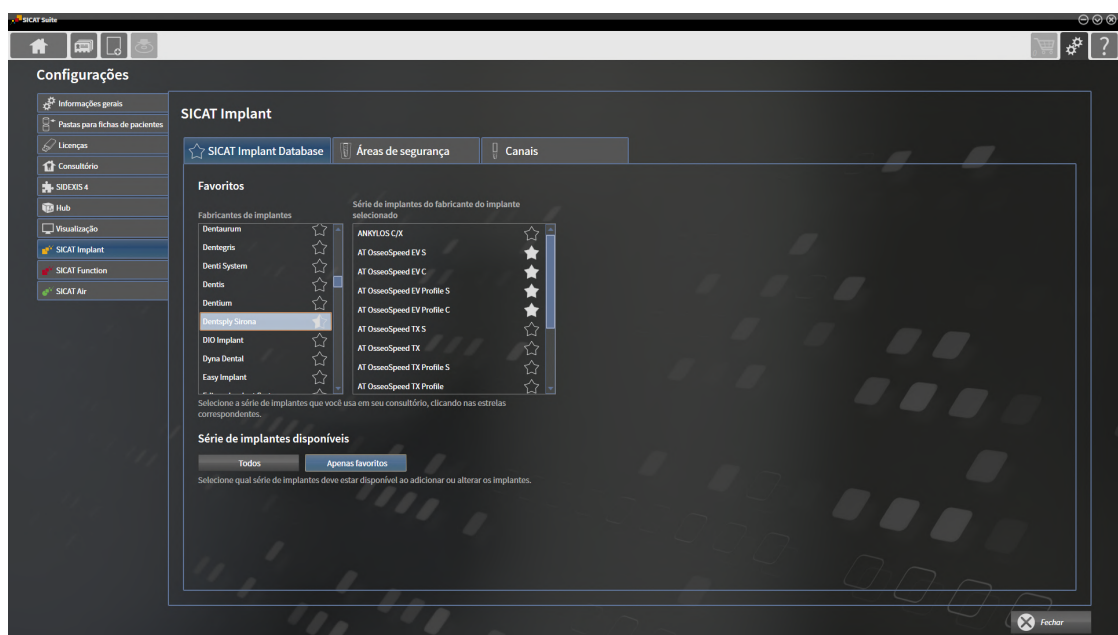 SICAT Suite
?
Configurações
Informações gerais
Pastas para fichas de pacientes
Licenças
Consultório
SIDEXIS 4
Hub
Visualização
SICAT Implant
SICAT Function
SICAT Air
SICAT Implant
SICAT Implant Database
Áreas de segurança
Canais
Favoritos
Fabricantes de implantes
Dentaurum
Dentegris
Denti System
Dentis
Dentium
Dentsply Sirona
DIO Implant
Dyna Dental
Easy Implant
Série de implantes do fabricante do implante
selecionado
ANKYLOS C/X
AT OsseoSpeed EV S
AT OsseoSpeed EV C
AT OsseoSpeed EV Profile S
AT OsseoSpeed EV Profile C
AT OsseoSpeed TX S
AT OsseoSpeed TX
AT OsseoSpeed TX Profile S
AT OsseoSpeed TX Profile
Selecione a série de implantes que você usa em seu consultório, clicando nas estrelas
correspondentes.
Série de implantes disponíveis
Todos
Apenas favoritos
Selecione qual série de implantes deve estar disponível ao adicionar ou alterar os implantes.
Fechar